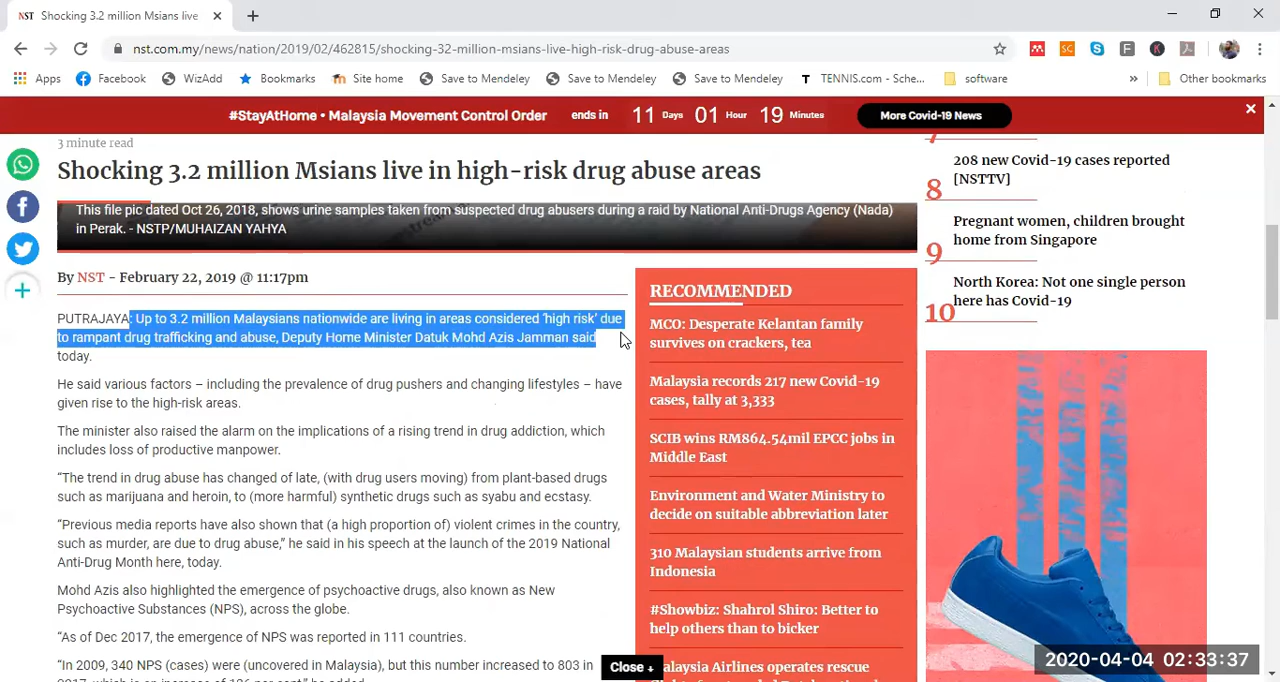 NST Shocking 3.2 million Msians live
nst.com.my/news/nation/2019/02/462815/shocking-32-million-msians-live-high-risk-drug-abuse-areas
Apps Facebook WizAdd Bookmarks Site home Save to Mendeley Save to Mendeley Save to Mendeley T TENNIS.com - Sche... software » Other bookmarks
#StayAtHome • Malaysia Movement Control Order ends in 11 Days 01 Hour 19 Minutes More Covid-19 News
3 minute read
Shocking 3.2 million Msians live in high-risk drug abuse areas
This file pic dated Oct 26, 2018, shows urine samples taken from suspected drug abusers during a raid by National Anti-Drugs Agency (Nada)
in Perak. - NSTP/MUHAIZAN YAHYA
By NST - February 22, 2019 @ 11:17pm
PUTRAJAYA: Up to 3.2 million Malaysians nationwide are living in areas considered ‘high risk’ due
to rampant drug trafficking and abuse, Deputy Home Minister Datuk Mohd Azis Jamman said
today.
He said various factors – including the prevalence of drug pushers and changing lifestyles – have
given rise to the high-risk areas.
The minister also raised the alarm on the implications of a rising trend in drug addiction, which
includes loss of productive manpower.
“The trend in drug abuse has changed of late, (with drug users moving) from plant-based drugs
such as marijuana and heroin, to (more harmful) synthetic drugs such as syabu and ecstasy.
“Previous media reports have also shown that (a high proportion of) violent crimes in the country,
such as murder, are due to drug abuse,” he said in his speech at the launch of the 2019 National
Anti-Drug Month here, today.
Mohd Azis also highlighted the emergence of psychoactive drugs, also known as New
Psychoactive Substances (NPS), across the globe.
“As of Dec 2017, the emergence of NPS was reported in 111 countries.
“In 2009, 340 NPS (cases) were (uncovered in Malaysia), but this number increased to 803 in
RECOMMENDED
MCO: Desperate Kelantan family
survives on crackers, tea
Malaysia records 217 new Covid-19
cases, tally at 3,333
SCIB wins RM864.54mil EPCC jobs in
Middle East
Environment and Water Ministry to
decide on suitable abbreviation later
310 Malaysian students arrive from
Indonesia
#Showbiz: Shahrol Shiro: Better to
help others than to bicker
alaysia Airlines operates rescue
Close
7
208 new Covid-19 cases reported
[NSTTV]
8
Pregnant women, children brought
home from Singapore
9
North Korea: Not one single person
here has Covid-19
10
2020-04-04 02:33:37